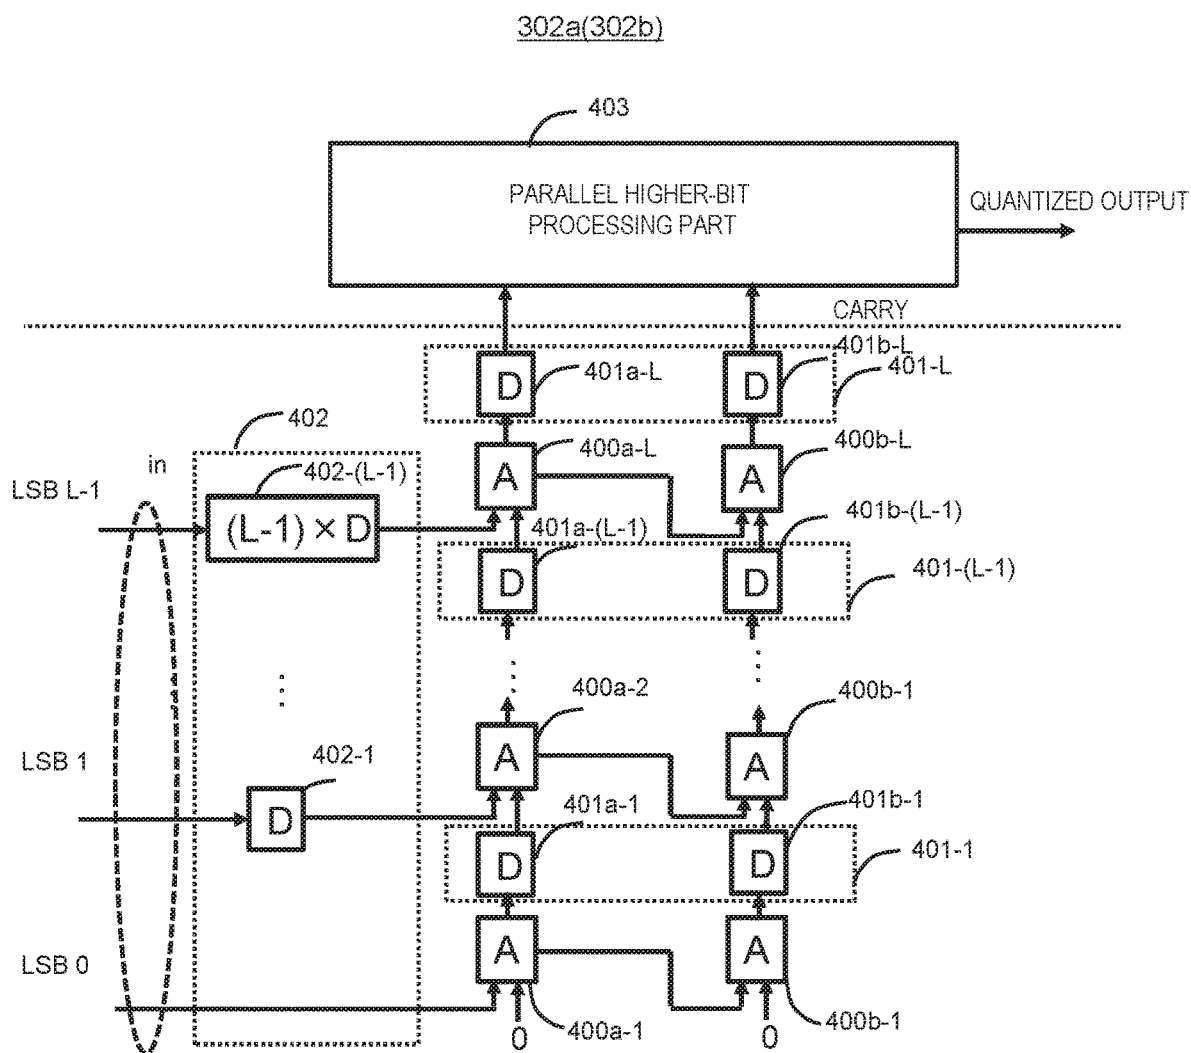 302a(302b)
403
PARALLEL HIGHER-BIT
PROCESSING PART
QUANTIZED OUTPUT
CARRY
D
401a-L
D
401b-L
401-L
402
A
400a-L
A
400b-L
in
402-(L-1)
LSB L-1
(L-1) × D
401a-(L-1)
401b-(L-1)
D
D
401-(L-1)
400a-2
400b-1
A
A
LSB 1
402-1
D
401a-1
401b-1
D
D
401-1
LSB 0
A
A
0
400a-1
0
400b-1